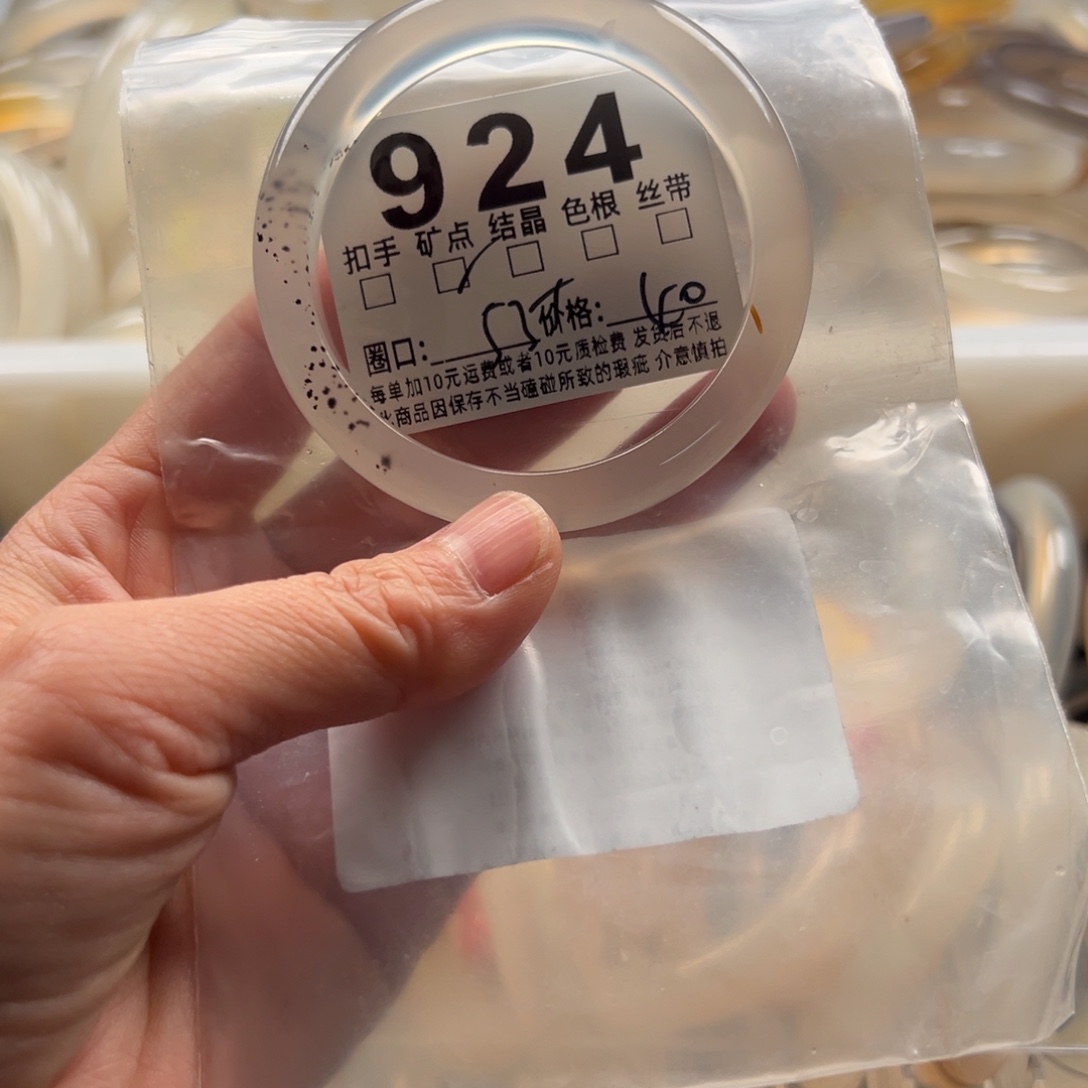 924
扣手 矿点 结晶 色根 丝带
圈口: 价格:
每单加10元运费或者10元质检费 发货后不退
此商品因保存不当磕碰所致的瑕疵 介意慎拍